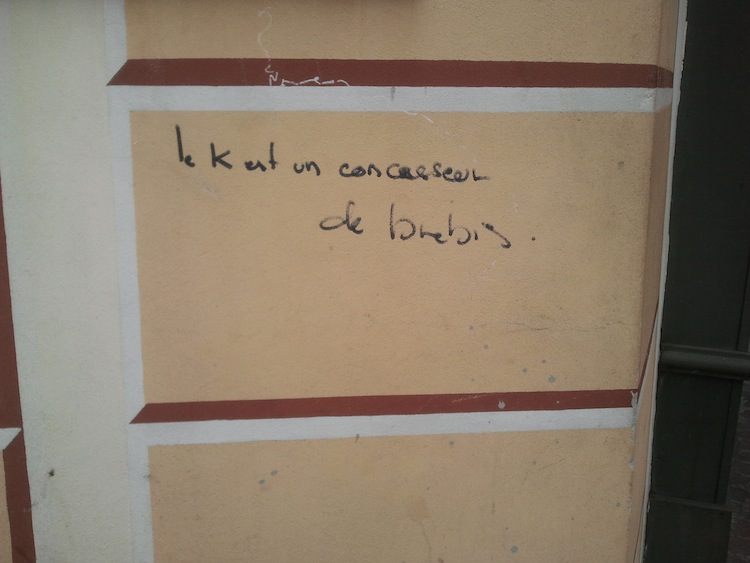 le K est un concasseur
de brebis.